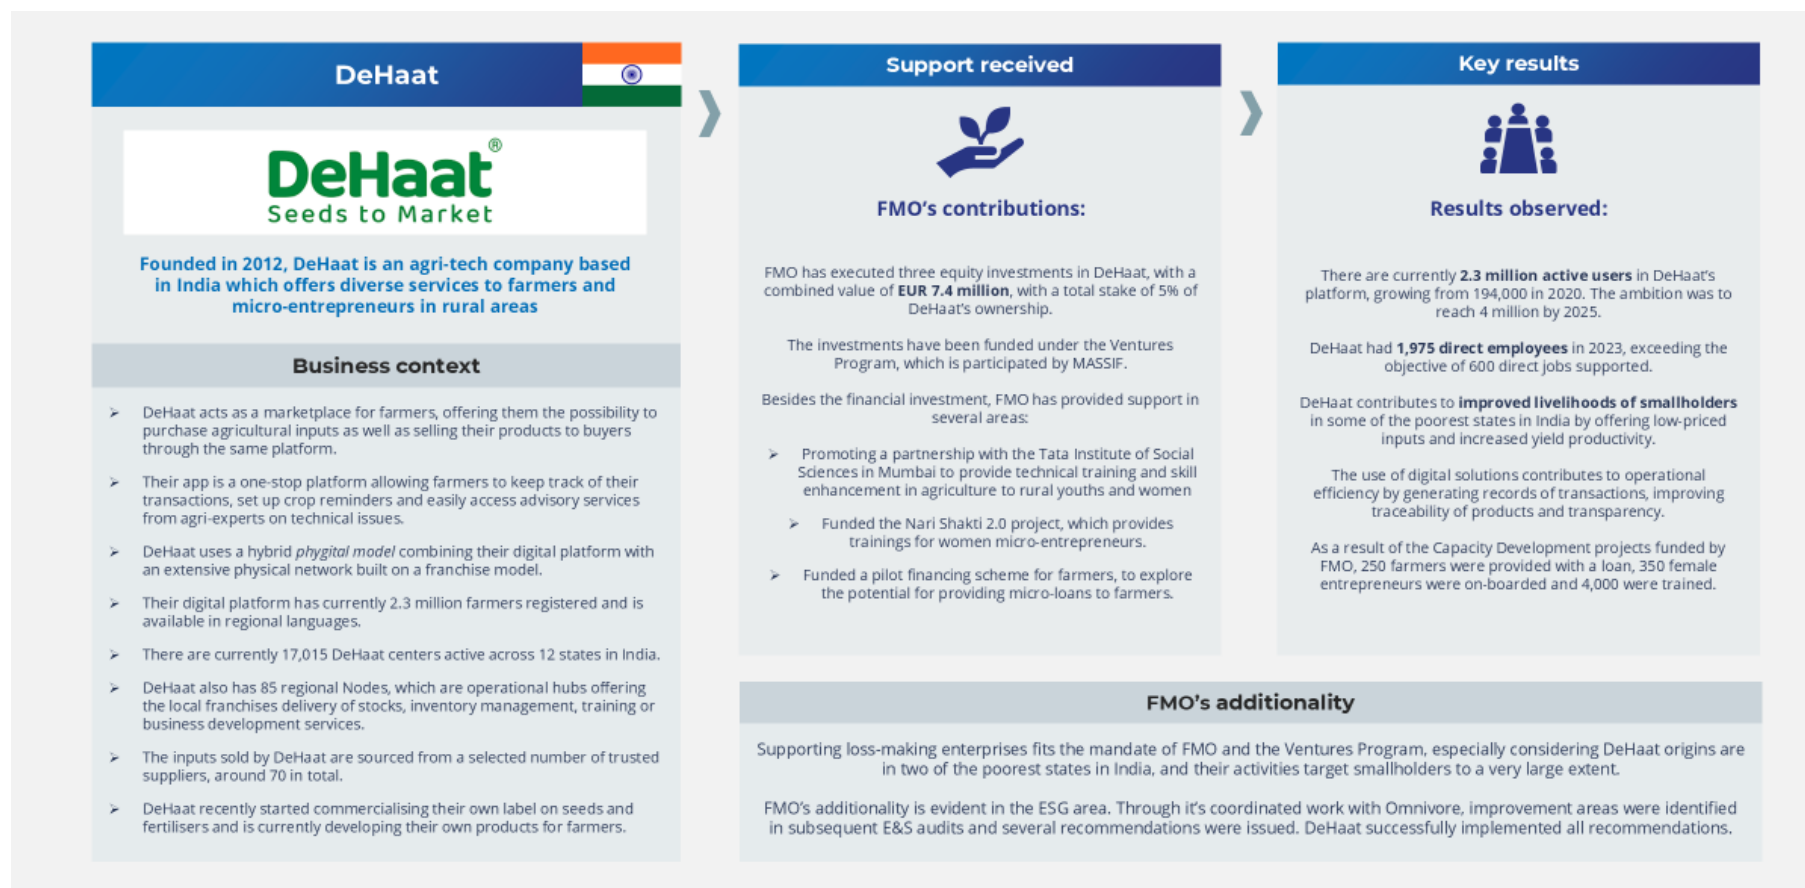 DeHaat
DeHaat®
Seeds to Market
Founded in 2012, DeHaat is an agri-tech company based
in India which offers diverse services to farmers and
micro-entrepreneurs in rural areas
Business context
➢ DeHaat acts as a marketplace for farmers, offering them the possibility to
purchase agricultural inputs as well as selling their products to buyers
through the same platform.
➢ Their app is a one-stop platform allowing farmers to keep track of their
transactions, set up crop reminders and easily access advisory services
from agri-experts on technical issues.
➢ DeHaat uses a hybrid phygital model combining their digital platform with
an extensive physical network built on a franchise model.
➢ Their digital platform has currently 2.3 million farmers registered and is
available in regional languages.
➢ There are currently 17,015 DeHaat centers active across 12 states in India.
➢ DeHaat also has 85 regional Nodes, which are operational hubs offering
the local franchises delivery of stocks, inventory management, training or
business development services.
➢ The inputs sold by DeHaat are sourced from a selected number of trusted
suppliers, around 70 in total.
➢ DeHaat recently started commercialising their own label on seeds and
fertilisers and is currently developing their own products for farmers.
Support received
FMO's contributions:
FMO has executed three equity investments in DeHaat, with a
combined value of EUR 7.4 million, with a total stake of 5% of
DeHaat's ownership.
The investments have been funded under the Ventures
Program, which is participated by MASSIF.
Besides the financial investment, FMO has provided support in
several areas:
➢ Promoting a partnership with the Tata Institute of Social
Sciences in Mumbai to provide technical training and skill
enhancement in agriculture to rural youths and women
➢ Funded the Nari Shakti 2.0 project, which provides
trainings for women micro-entrepreneurs.
➢ Funded a pilot financing scheme for farmers, to explore
the potential for providing micro-loans to farmers.
Key results
Results observed:
There are currently 2.3 million active users in DeHaat's
platform, growing from 194,000 in 2020. The ambition was to
reach 4 million by 2025.
DeHaat had 1,975 direct employees in 2023, exceeding the
objective of 600 direct jobs supported.
DeHaat contributes to improved livelihoods of smallholders
in some of the poorest states in India by offering low-priced
inputs and increased yield productivity.
The use of digital solutions contributes to operational
efficiency by generating records of transactions, improving
traceability of products and transparency.
As a result of the Capacity Development projects funded by
FMO, 250 farmers were provided with a loan, 350 female
entrepreneurs were on-boarded and 4,000 were trained.
FMO's additionality
Supporting loss-making enterprises fits the mandate of FMO and the Ventures Program, especially considering DeHaat origins are
in two of the poorest states in India, and their activities target smallholders to a very large extent.
FMO's additionality is evident in the ESG area. Through it's coordinated work with Omnivore, improvement areas were identified
in subsequent E&S audits and several recommendations were issued. DeHaat successfully implemented all recommendations.